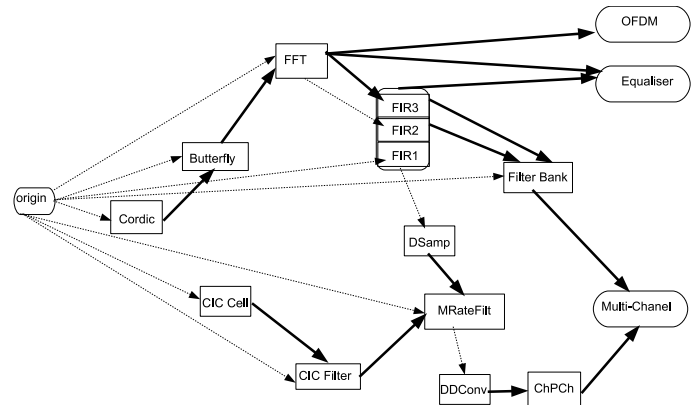 OFDM
FFT
Equaliser
FIR3
FIR2
FIR1
Butterfly
Filter Bank
origin
Cordic
DSamp
CIC Cell
MRateFilt
Multi-Chanel
CIC Filter
DDConv
ChPCh